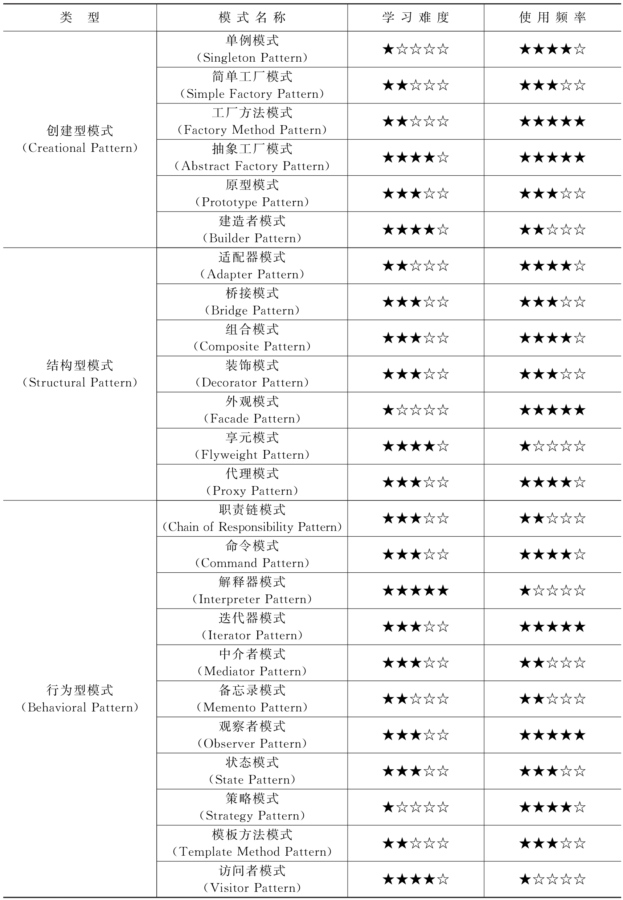 类 型 模式名称 学习难度 使用频率
创建型模式
(Creational Pattern)
单例模式
(Singleton Pattern)
★☆☆☆☆ ★★★★☆
简单工厂模式
(Simple Factory Pattern)
★★☆☆☆ ★★★☆☆
工厂方法模式
(Factory Method Pattern)
★★☆☆☆ ★★★★★
抽象工厂模式
(Abstract Factory Pattern)
★★★★☆ ★★★★★
原型模式
(Prototype Pattern)
★★★☆☆ ★★★☆☆
建造者模式
(Builder Pattern)
★★★★☆ ★★☆☆☆
结构型模式
(Structural Pattern)
适配器模式
(Adapter Pattern)
★★☆☆☆ ★★★★☆
桥接模式
(Bridge Pattern)
★★★☆☆ ★★★☆☆
组合模式
(Composite Pattern)
★★★☆☆ ★★★★☆
装饰模式
(Decorator Pattern)
★★★☆☆ ★★★☆☆
外观模式
(Facade Pattern)
★☆☆☆☆ ★★★★★
享元模式
(Flyweight Pattern)
★★★★☆ ★☆☆☆☆
代理模式
(Proxy Pattern)
★★★☆☆ ★★★★☆
行为型模式
(Behavioral Pattern)
职责链模式
(Chain of Responsibility Pattern)
★★★☆☆ ★★☆☆☆
命令模式
(Command Pattern)
★★★☆☆ ★★★★☆
解释器模式
(Interpreter Pattern)
★★★★★ ★☆☆☆☆
迭代器模式
(Iterator Pattern)
★★★☆☆ ★★★★★
中介者模式
(Mediator Pattern)
★★★☆☆ ★★☆☆☆
备忘录模式
(Memento Pattern)
★★☆☆☆ ★★☆☆☆
观察者模式
(Observer Pattern)
★★★☆☆ ★★★★★
状态模式
(State Pattern)
★★★☆☆ ★★★☆☆
策略模式
(Strategy Pattern)
★☆☆☆☆ ★★★★☆
模板方法模式
(Template Method Pattern)
★★☆☆☆ ★★★☆☆
访问者模式
(Visitor Pattern)
★★★★☆ ★☆☆☆☆